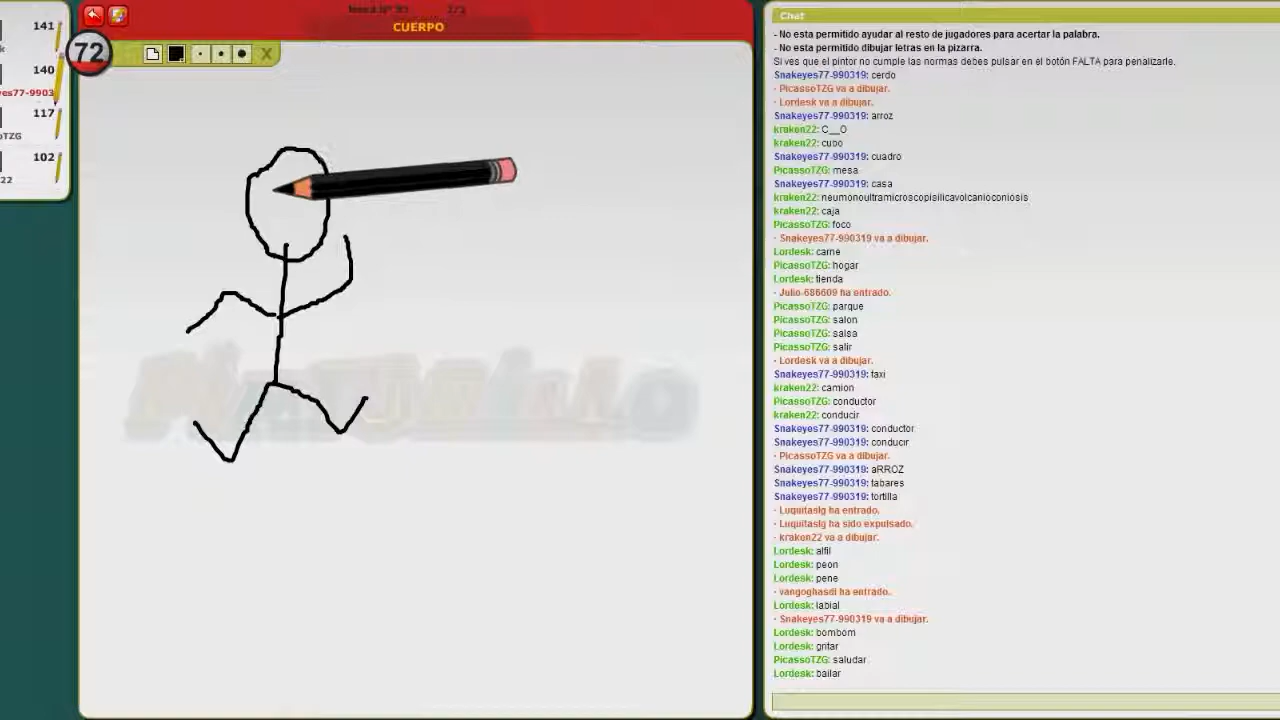 141
k
140
yes77-9903
117
oTZG
102
22
72
2/2
CUERPO
X
Chat
- No esta permitido ayudar al resto de jugadores para acertar la palabra.
- No esta permitido dibujar letras en la pizarra.
Si ves que el pintor no cumple las normas debes pulsar en el botón FALTA para penalizarle.
Snakeyes77-990319: cerdo
- PicassoTZG va a dibujar.
- Lordesk va a dibujar.
Snakeyes77-990319: arroz
kraken22: C__O
kraken22: cubo
Snakeyes77-990319: cuadro
PicassoTZG: mesa
Snakeyes77-990319: casa
kraken22: neumonoultramicroscopisilicavolcanioconiosis
kraken22: caja
PicassoTZG: foco
- Snakeyes77-990319 va a dibujar.
Lordesk: carne
PicassoTZG: hogar
Lordesk: tienda
- Julio-686609 ha entrado.
PicassoTZG: parque
PicassoTZG: salon
PicassoTZG: salsa
PicassoTZG: salir
- Lordesk va a dibujar.
Snakeyes77-990319: taxi
kraken22: camion
PicassoTZG: conductor
kraken22: conducir
Snakeyes77-990319: conductor
Snakeyes77-990319: conducir
- PicassoTZG va a dibujar.
Snakeyes77-990319: aRROZ
Snakeyes77-990319: tabares
Snakeyes77-990319: tortilla
- Luquitaslg ha entrado.
- Luquitaslg ha sido expulsado.
- kraken22 va a dibujar.
Lordesk: alfil
Lordesk: peon
Lordesk: pene
- vangoghasdi ha entrado.
Lordesk: labial
- Snakeyes77-990319 va a dibujar.
Lordesk: bombom
Lordesk: gritar
PicassoTZG: saludar
Lordesk: bailar